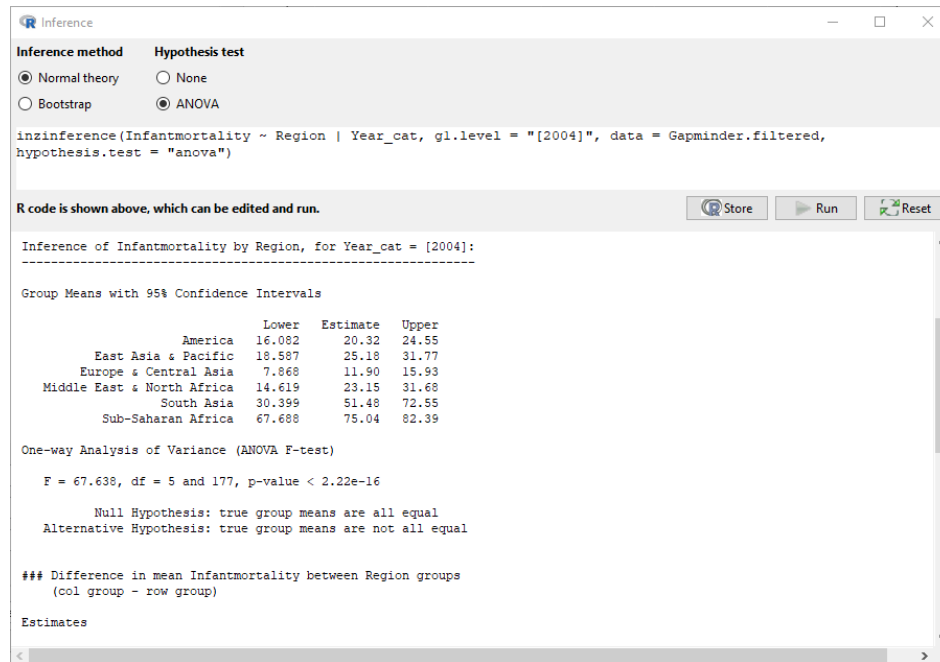 Inference
Inference method Hypothesis test
Normal theory None
Bootstrap ANOVA
inzinference(Infantmortality ~ Region | Year_cat, g1.level = "[2004]", data = Gapminder.filtered,
hypothesis.test = "anova")
R code is shown above, which can be edited and run. Store Run Reset
Inference of Infantmortality by Region, for Year_cat = [2004]:
--------------------------------------------------------------
Group Means with 95% Confidence Intervals
Lower Estimate Upper
America 16.082 20.32 24.55
East Asia & Pacific 18.587 25.18 31.77
Europe & Central Asia 7.868 11.90 15.93
Middle East & North Africa 14.619 23.15 31.68
South Asia 30.399 51.48 72.55
Sub-Saharan Africa 67.688 75.04 82.39
One-way Analysis of Variance (ANOVA F-test)
F = 67.638, df = 5 and 177, p-value < 2.22e-16
Null Hypothesis: true group means are all equal
Alternative Hypothesis: true group means are not all equal
### Difference in mean Infantmortality between Region groups
(col group - row group)
Estimates